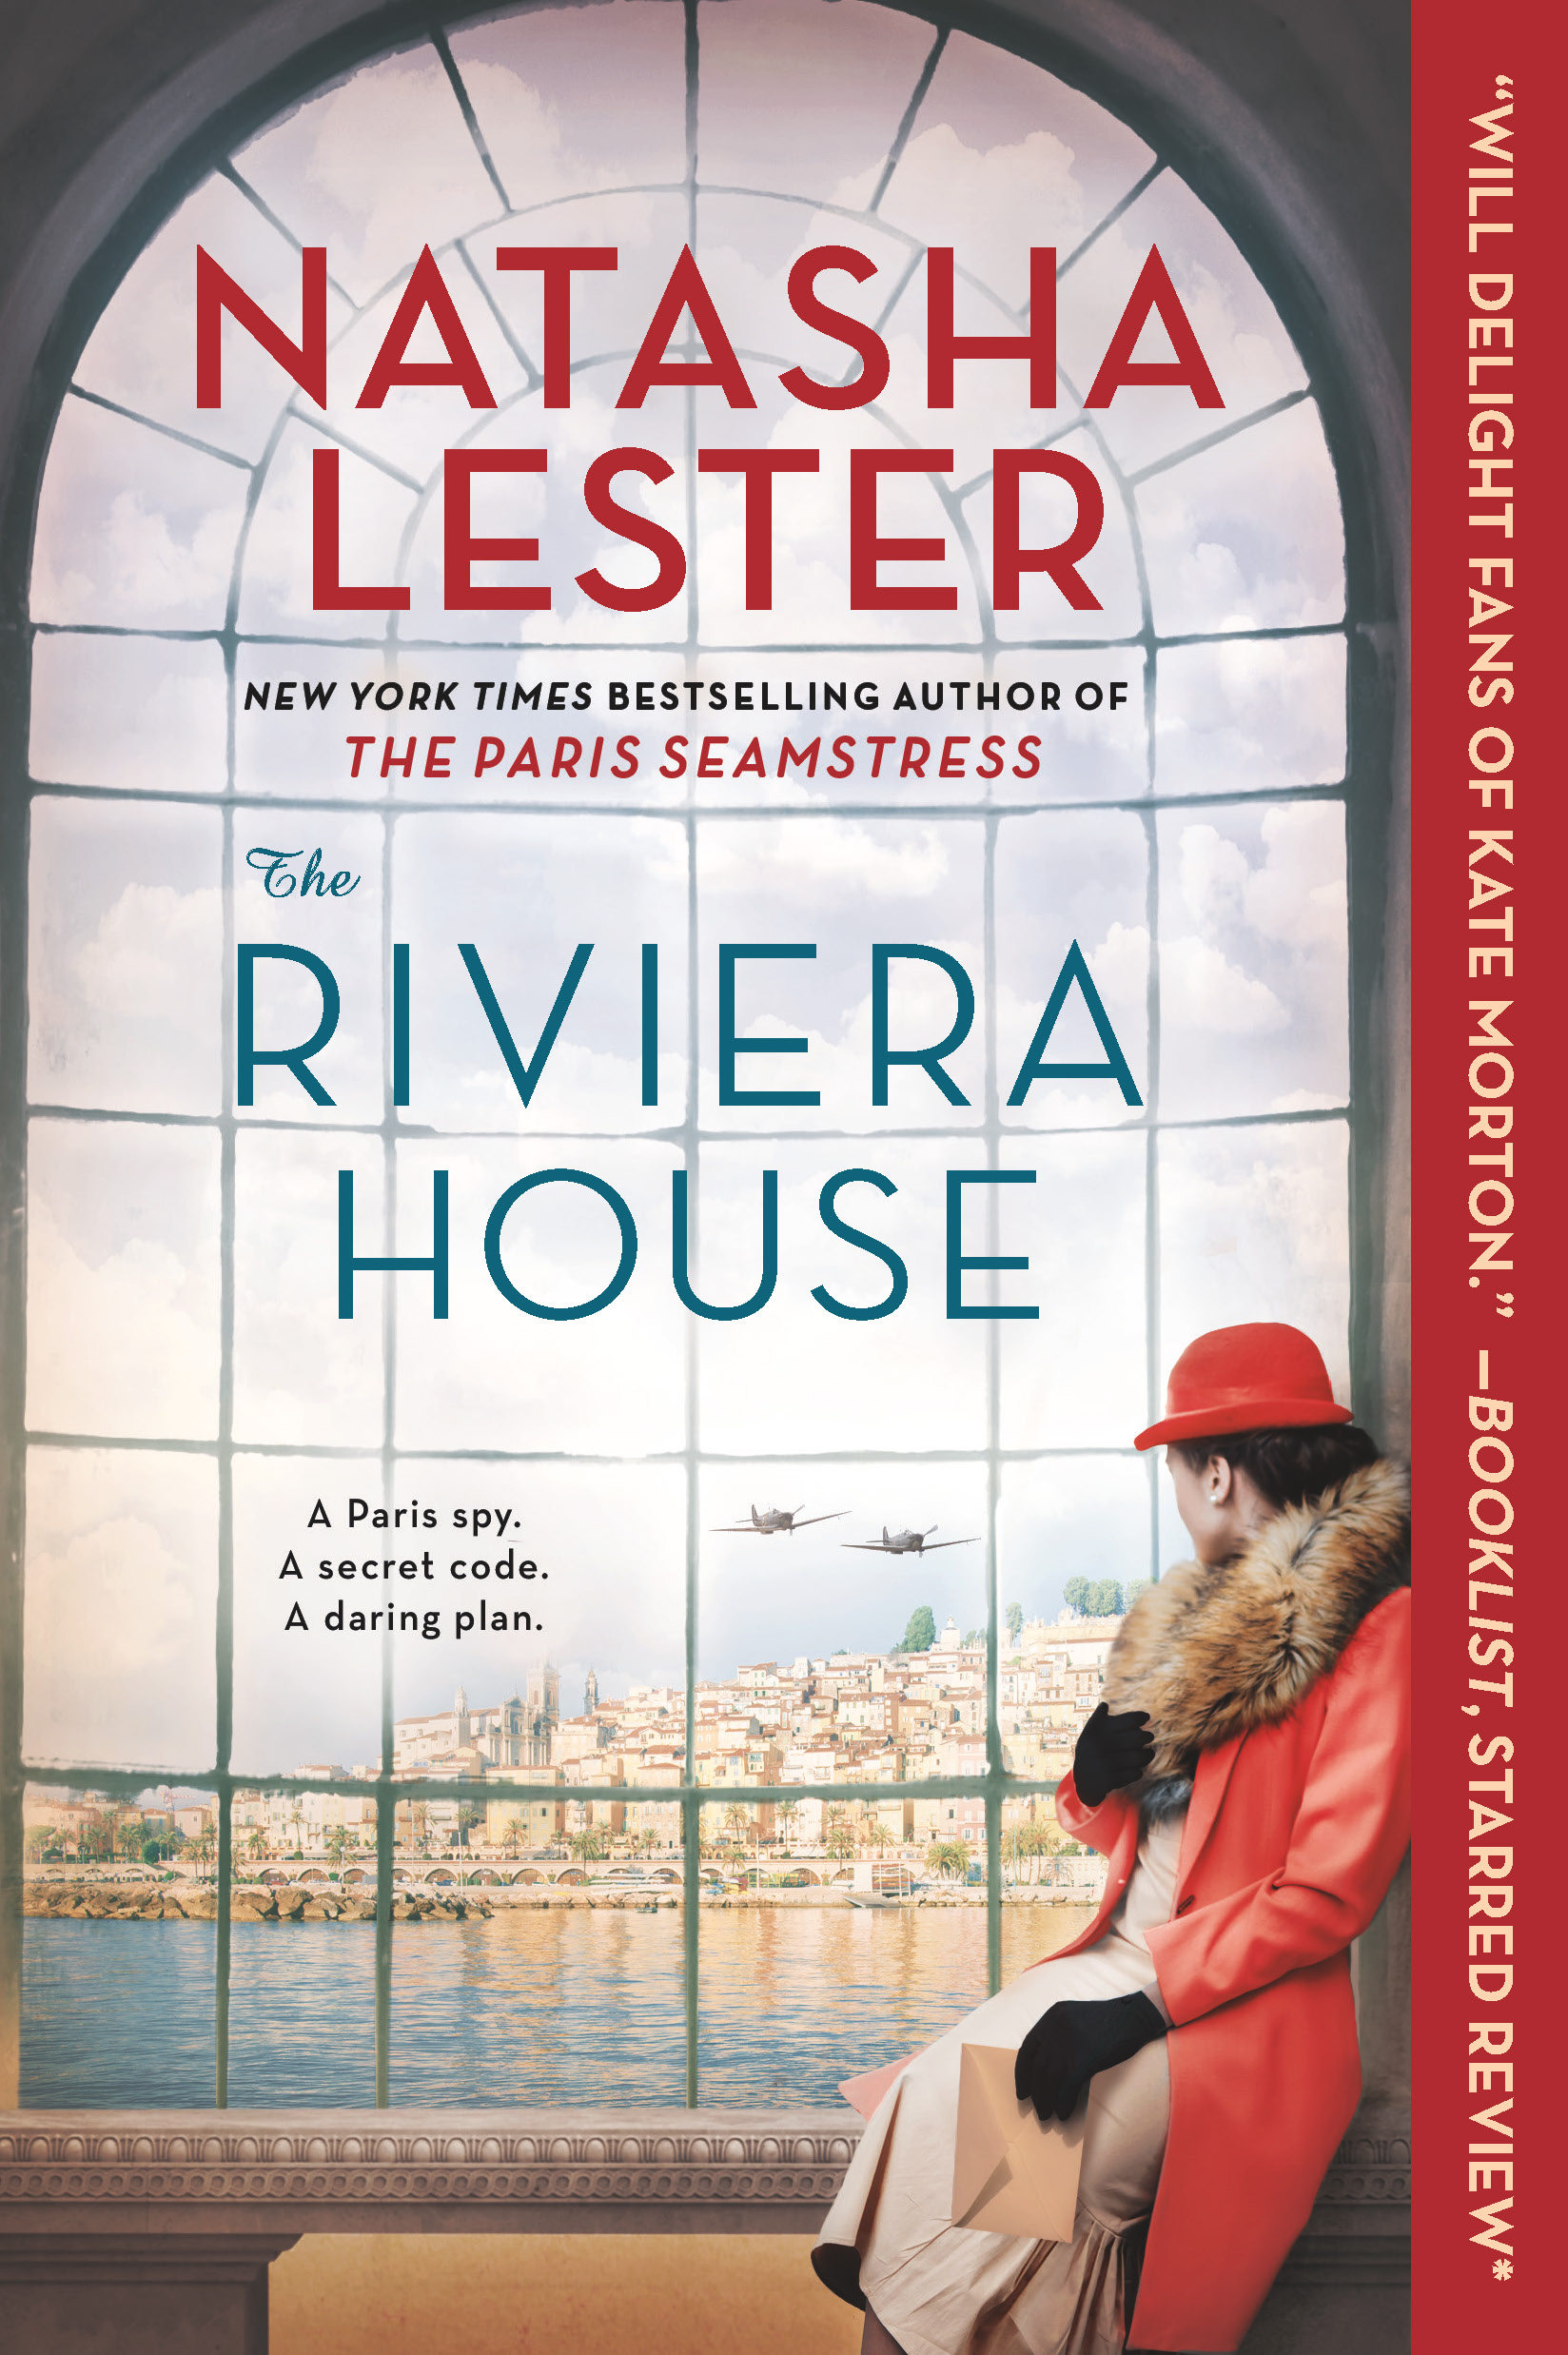 NATASHA
LESTER
NEW YORK TIMES BESTSELLING AUTHOR OF
THE PARIS SEAMSTRESS
The
RIVIERA
HOUSE
A Paris spy.
A secret code.
A daring plan.
“WILL DELIGHT FANS OF KATE MORTON.” —BOOKLIST, STARRED REVIEW*